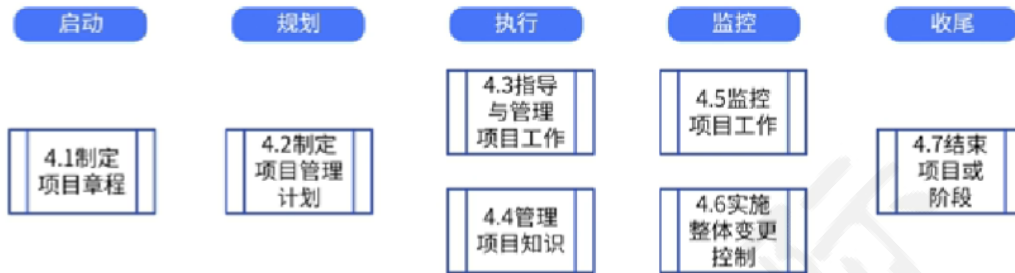 启动
规划
执行
监控
收尾
4.1制定
项目章程
4.2制定
项目管理
计划
4.3指导
与管理
项目工作
4.4管理
项目知识
4.5监控
项目工作
4.6实施
整体变更
控制
4.7结束
项目或
阶段